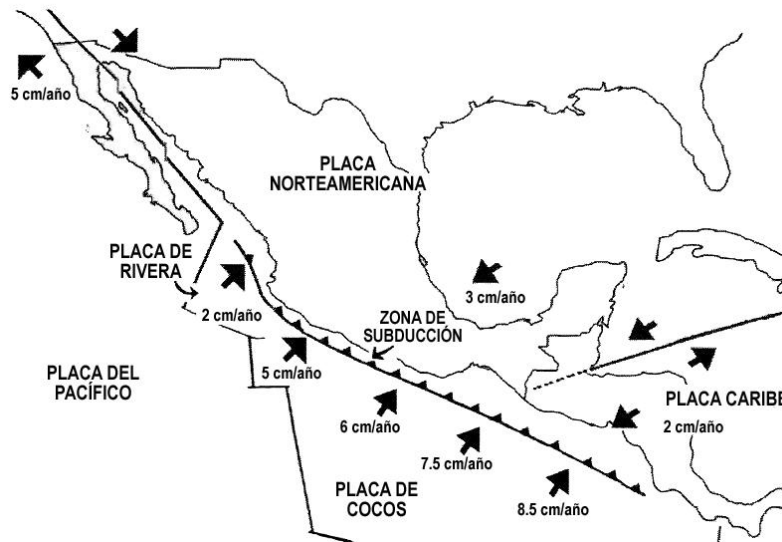 5 cm/año
PLACA
NORTEAMERICANA
PLACA DE
RIVERA
2 cm/año
3 cm/año
ZONA DE
SUBDUCCIÓN
PLACA DEL
PACÍFICO
5 cm/año
6 cm/año
7.5 cm/año
8.5 cm/año
PLACA CARIBE
2 cm/año
PLACA DE
COCOS